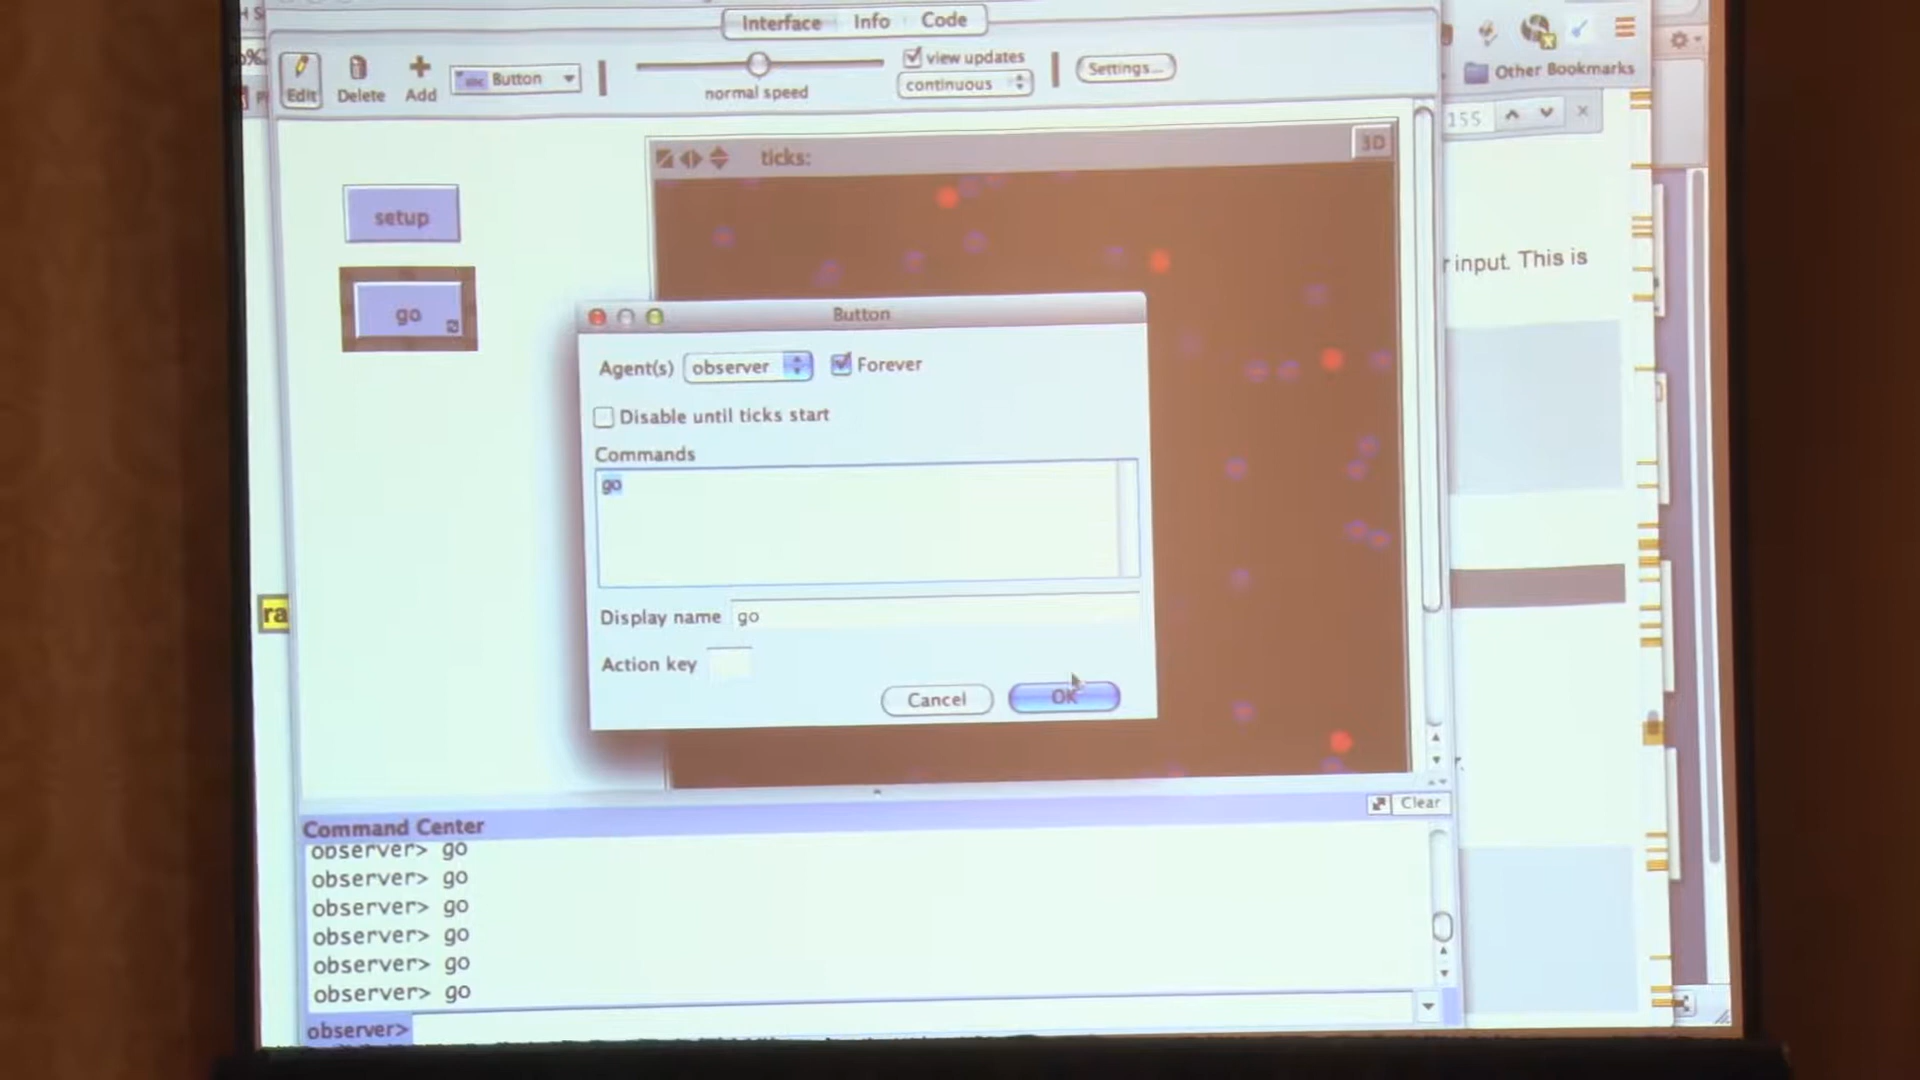 Interface Info Code
Edit Delete Add Button
normal speed
view updates
continuous
Settings...
Other Bookmarks
155
ticks:
3D
setup
go
input. This is
Button
Agent(s) observer Forever
Disable until ticks start
Commands
go
Display name go
Action key
Cancel OK
ra
Command Center
Clear
observer> go
observer> go
observer> go
observer> go
observer> go
observer> go
observer>